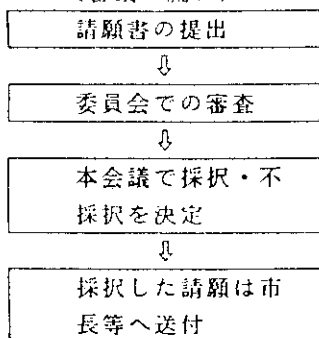 請願書の提出
⇩
委員会での審査
⇩
本会議で採択・不
採択を決定
⇩
採択した請願は市
長等へ送付